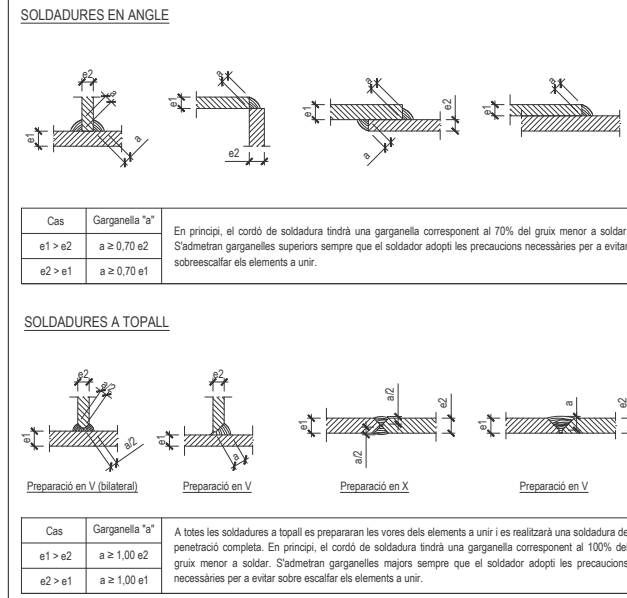 SOLDADURES EN ANGLE
e2 a e1 a
a e1 e2
a e1 e2 a
a e1
Cas Garganella "a"
e1 > e2 a ≥ 0,70 e2
e2 > e1 a ≥ 0,70 e1
En principi, el cordó de soldadura tindrà una garganella corresponent al 70% del gruix menor a soldar
S'admetran garganelles superiors sempre que el soldador adopti les precaucions necessàries per a evitar
sobreescalfar els elements a unir.
SOLDADURES A TOPALL
e2 a/2 e1 a/2
e2 e1 a
a/2 e1 e2 a/2
a e1 e2
Preparació en V (bilateral) Preparació en V Preparació en X Preparació en V
Cas Garganella "a"
e1 > e2 a ≥ 1,00 e2
e2 > e1 a ≥ 1,00 e1
A totes les soldadures a topall es prepararan les vores dels elements a unir i es realitzarà una soldadura de
penetració completa. En principi, el cordó de soldadura tindrà una garganella corresponent al 100% del
gruix menor a soldar. S'admetran garganelles majors sempre que el soldador adopti les precaucions
necessàries per a evitar sobre escalfar els elements a unir.